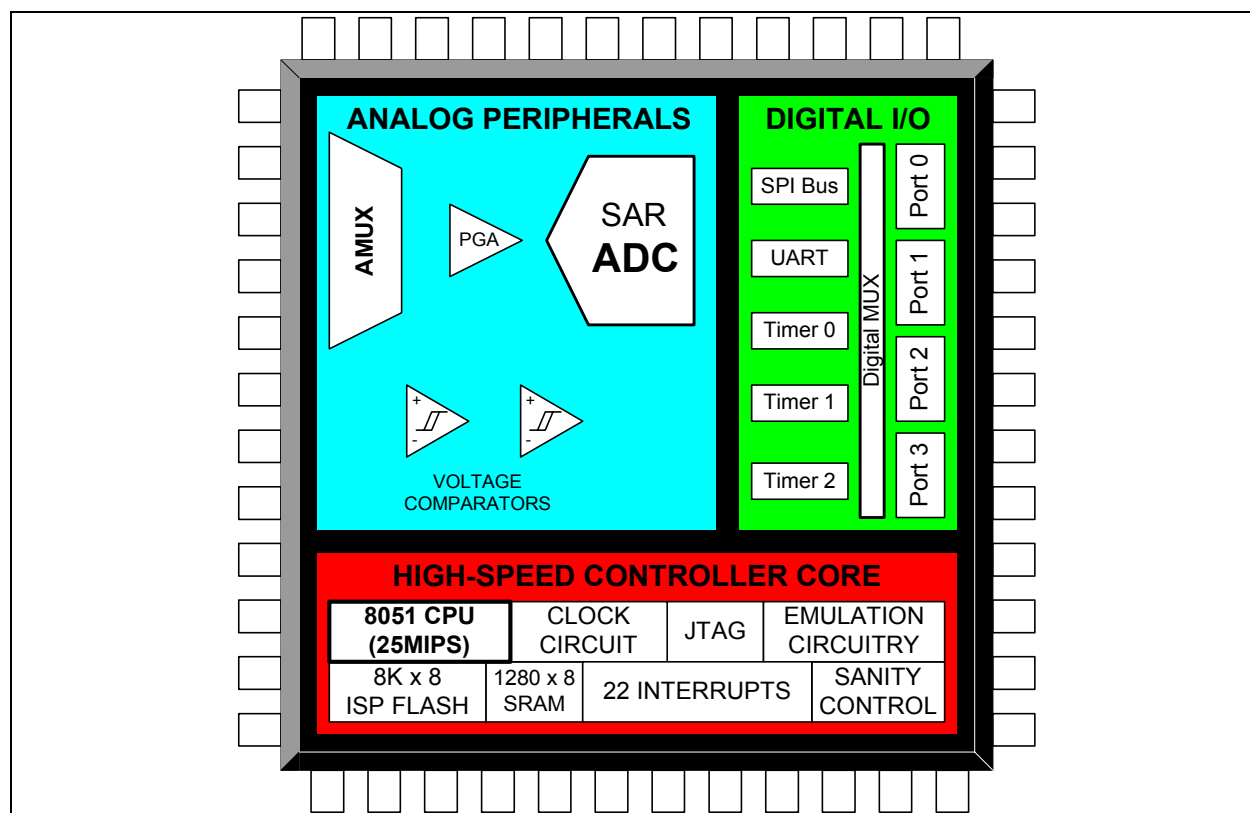 ANALOG PERIPHERALS
AMUX
PGA
SAR
ADC
+
-
+
-
VOLTAGE
COMPARATORS
DIGITAL I/O
SPI Bus
UART
Timer 0
Timer 1
Timer 2
Digital MUX
Port 0
Port 1
Port 2
Port 3
HIGH-SPEED CONTROLLER CORE
8051 CPU
(25MIPS)
CLOCK
CIRCUIT
JTAG
EMULATION
CIRCUITRY
8K x 8
ISP FLASH
1280 x 8
SRAM
22 INTERRUPTS
SANITY
CONTROL